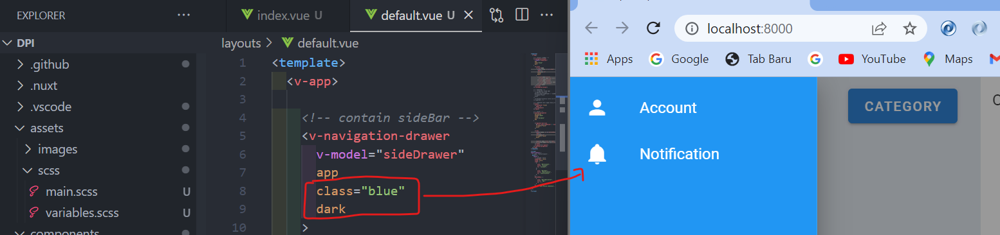 EXPLORER
···
index.vue U
default.vue U
DPI
.github
.nuxt
.vscode
assets
images
scss
main.scss U
variables.scss U
components
layouts > default.vue
1 <template>
2 <v-app>
3
4 <!-- contain sideBar -->
5 <v-navigation-drawer
6 v-model="sideDrawer"
7 app
8 class="blue"
9 dark
10 >
localhost:8000
Apps
Google
Tab Baru
YouTube
Maps
Account
Notification
CATEGORY